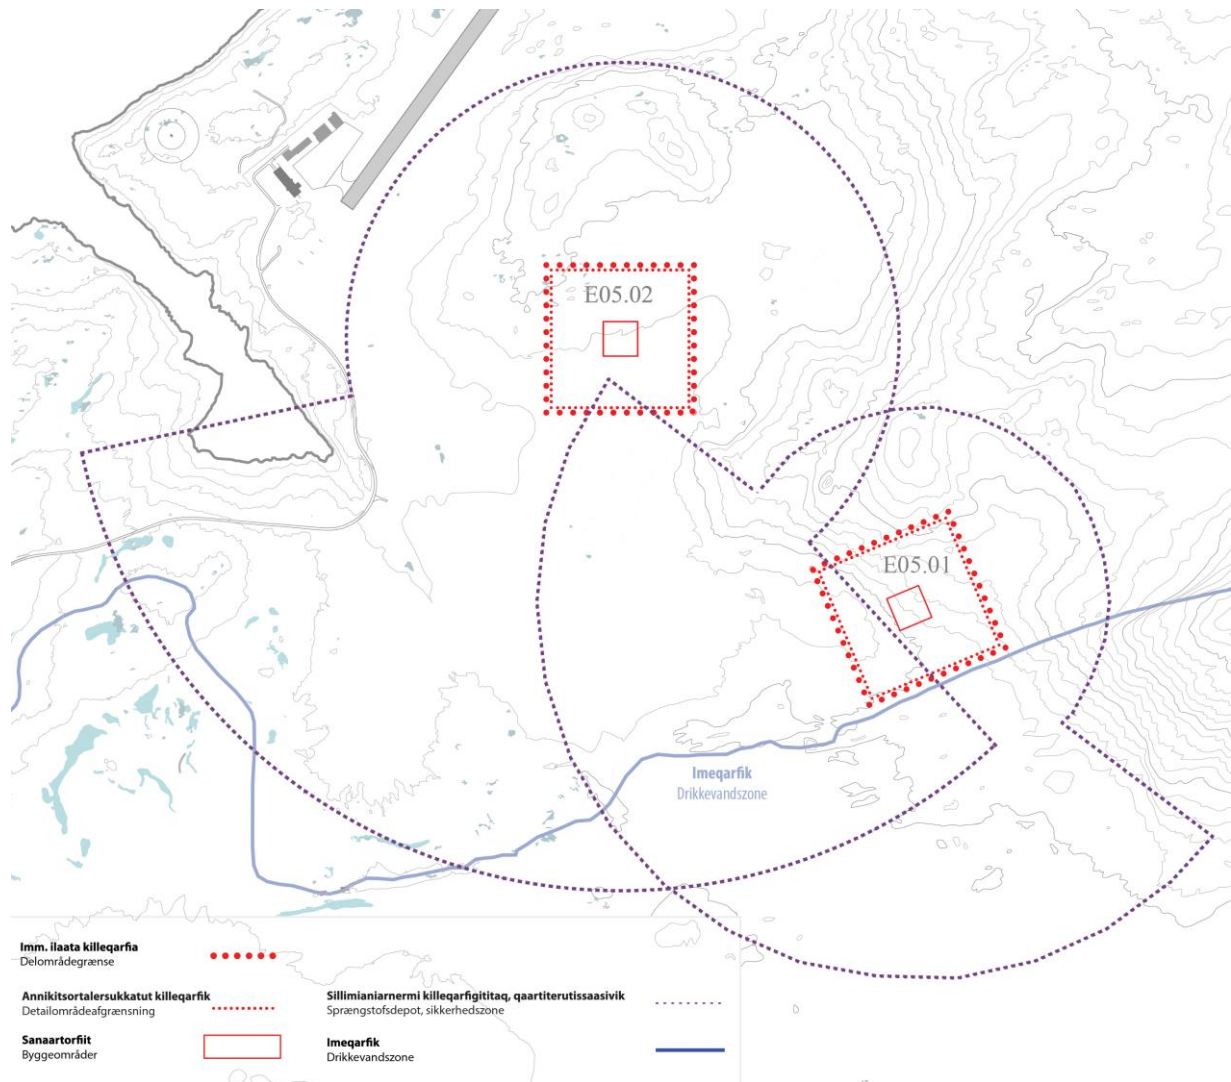 E05.02
E05.01
Imeqarfik
Drikkevandszone
Imm. ilaata killeqarfia
Delområdegrænse
Annikitsortalersukkatut killeqarfik
Detailområdeafgrænsning
Sanaartorfiit
Byggeområder
Sillimaniarnermi killeqarfigititaq, qaartiterutissaasivik
Sprængstofsdepot, sikkerhedszone
Imeqarfik
Drikkevandszone